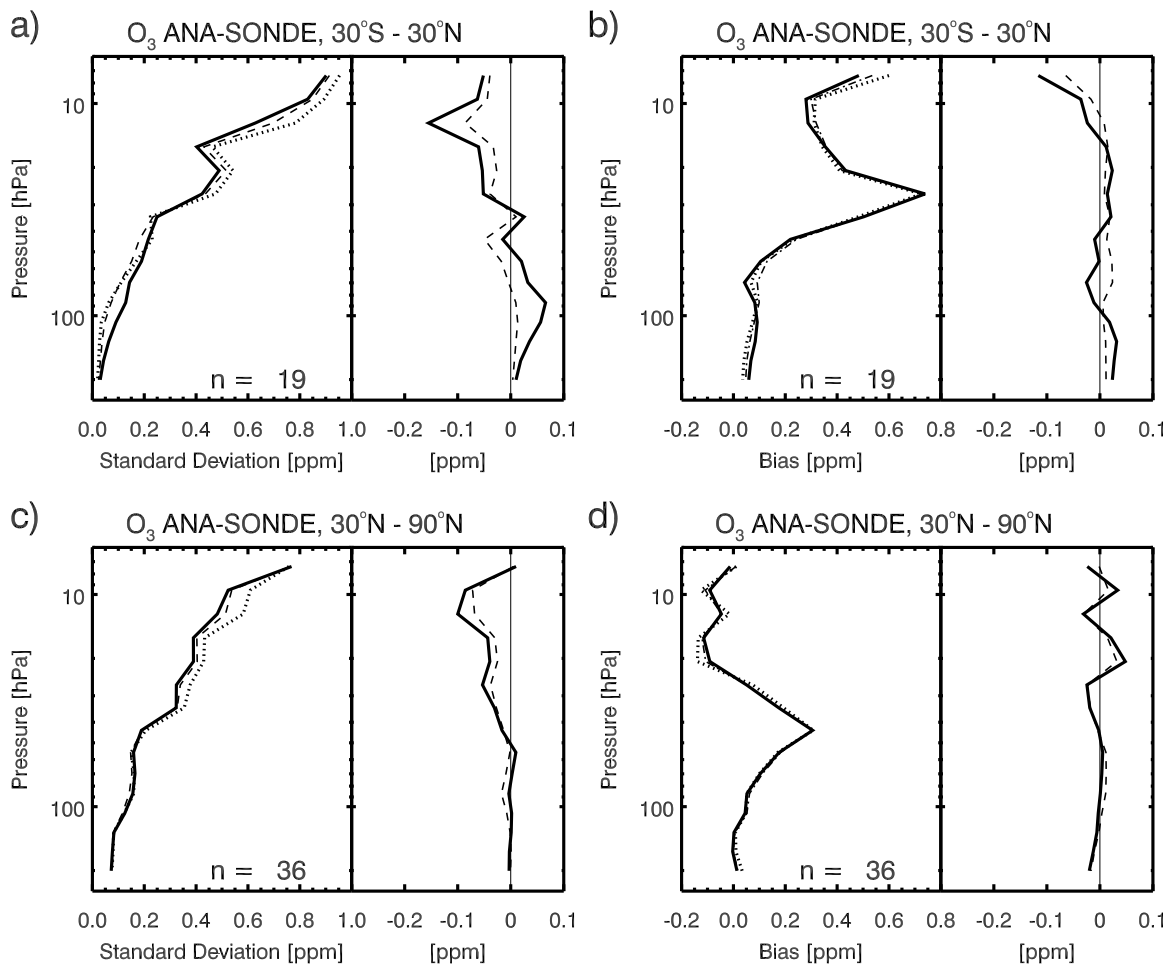 a)
O₃ ANA-SONDE, 30°S - 30°N
Pressure [hPa]
10
100
n = 19
0.0 0.2 0.4 0.6 0.8 1.0 -0.2 -0.1 0 0.1
Standard Deviation [ppm] [ppm]
b)
O₃ ANA-SONDE, 30°S - 30°N
Pressure [hPa]
10
100
n = 19
-0.2 0.0 0.2 0.4 0.6 0.8 -0.2 -0.1 0 0.1
Bias [ppm] [ppm]
c)
O₃ ANA-SONDE, 30°N - 90°N
Pressure [hPa]
10
100
n = 36
0.0 0.2 0.4 0.6 0.8 1.0 -0.2 -0.1 0 0.1
Standard Deviation [ppm] [ppm]
d)
O₃ ANA-SONDE, 30°N - 90°N
Pressure [hPa]
10
100
n = 36
-0.2 0.0 0.2 0.4 0.6 0.8 -0.2 -0.1 0 0.1
Bias [ppm] [ppm]